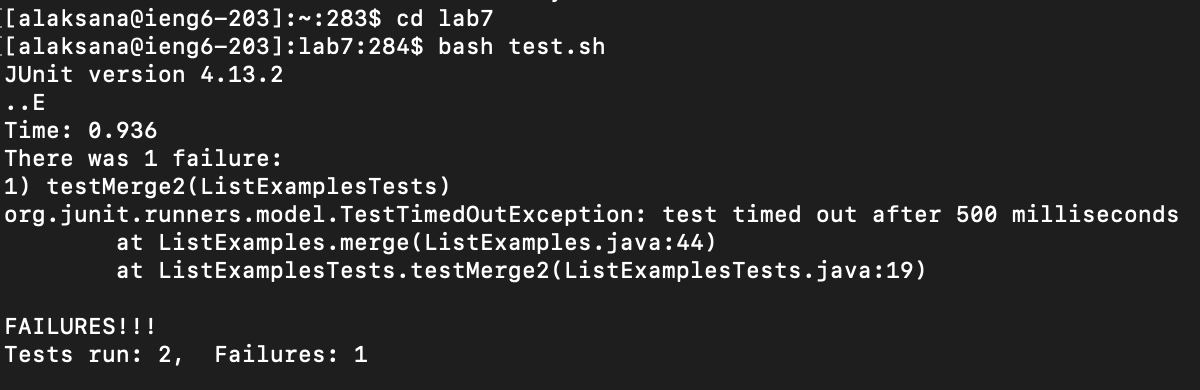 [[alaksana@ieng6-203]:~:283$ cd lab7
[[alaksana@ieng6-203]:lab7:284$ bash test.sh
JUnit version 4.13.2
..E
Time: 0.936
There was 1 failure:
1) testMerge2(ListExamplesTests)
org.junit.runners.model.TestTimedOutException: test timed out after 500 milliseconds
        at ListExamples.merge(ListExamples.java:44)
        at ListExamplesTests.testMerge2(ListExamplesTests.java:19)

FAILURES!!!
Tests run: 2,  Failures: 1